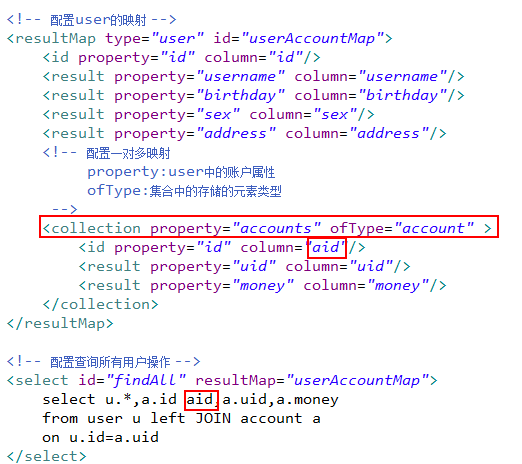 <!-- 配置user的映射 -->
<resultMap type="user" id="userAccountMap">
<id property="id" column="id"/>
<result property="username" column="username"/>
<result property="birthday" column="birthday"/>
<result property="sex" column="sex"/>
<result property="address" column="address"/>
<!-- 配置一对多映射
property:user中的账户属性
ofType:集合中的存储的元素类型
-->
<collection property="accounts" ofType="account" >
<id property="id" column="aid"/>
<result property="uid" column="uid"/>
<result property="money" column="money"/>
</collection>
</resultMap>
<!-- 配置查询所有用户操作 -->
<select id="findAll" resultMap="userAccountMap">
select u.*,a.id aid,a.uid,a.money
from user u left JOIN account a
on u.id=a.uid
</select>